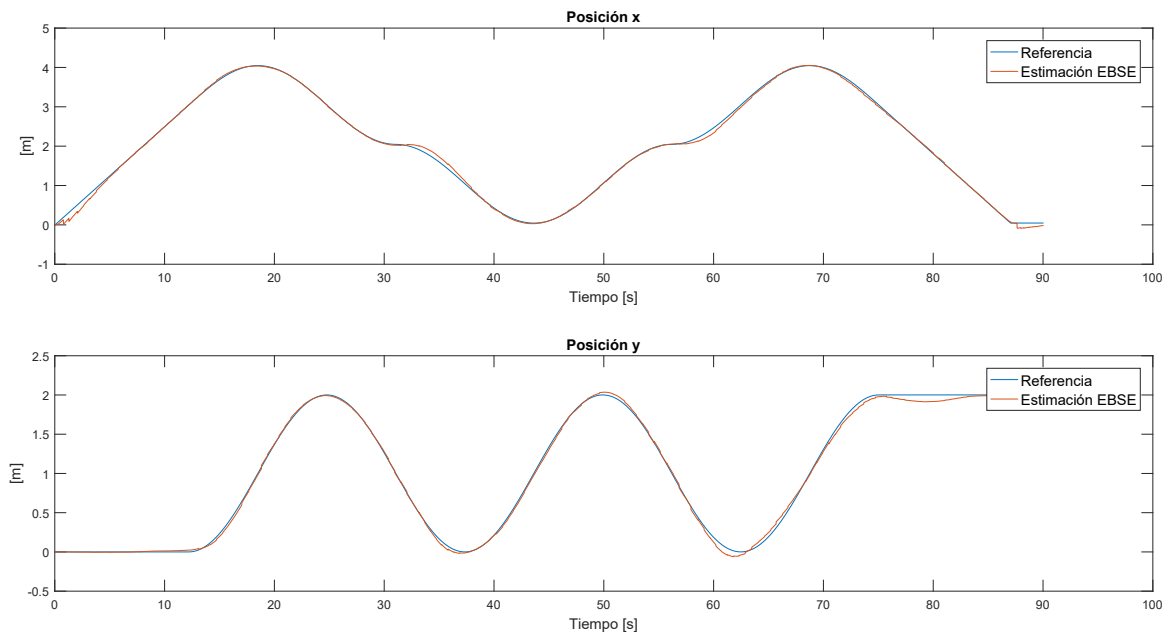 Posición x
5
4
3
2
1
0
-1
[m]
Referencia
Estimación EBSE
0 10 20 30 40 50 60 70 80 90 100
Tiempo [s]
Posición y
2.5
2
1.5
1
0.5
0
-0.5
[m]
Referencia
Estimación EBSE
0 10 20 30 40 50 60 70 80 90 100
Tiempo [s]